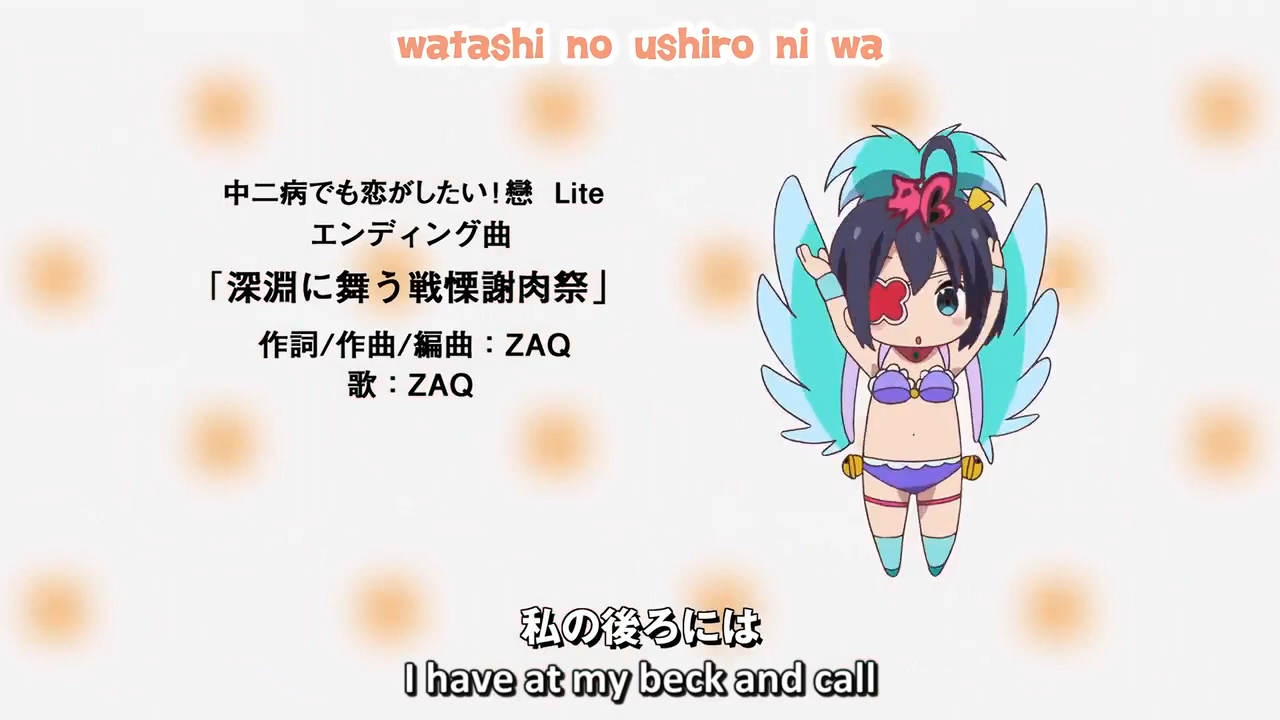 watashi no ushiro ni wa
中二病でも恋がしたい!戀 Lite
エンディング曲
「深淵に舞う戦慄謝肉祭」
作詞/作曲/編曲:ZAQ
歌:ZAQ
私の後ろには
I have at my beck and call